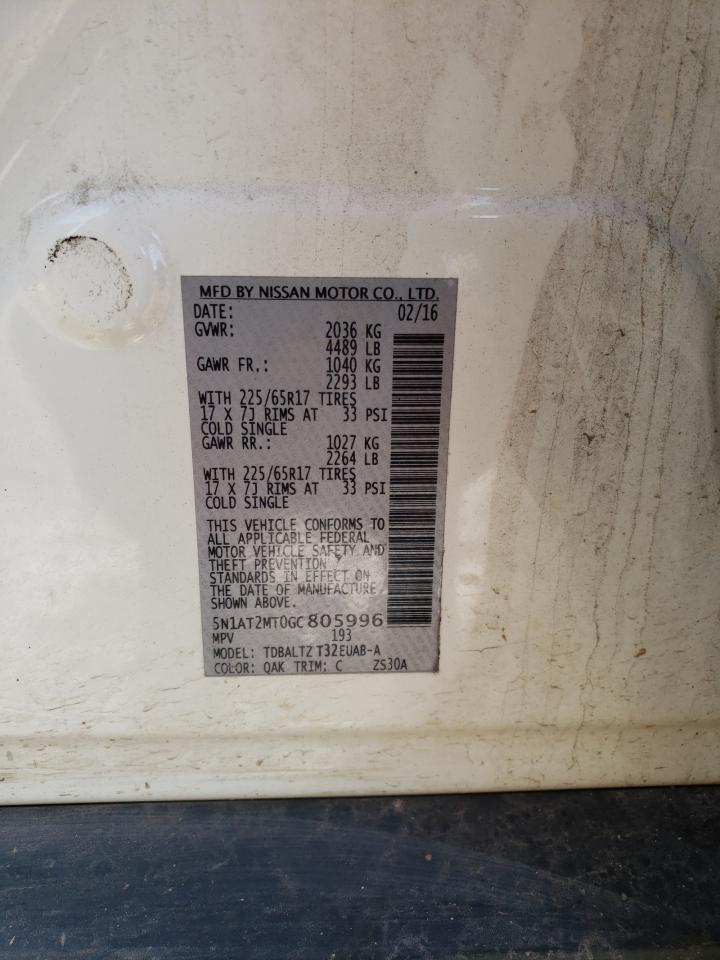 MFD BY NISSAN MOTOR CO., LTD.
DATE: 02/16
GVWR: 2036 KG
4489 LB
GAWR FR.: 1040 KG
2293 LB
WITH 225/65R17 TIRES
17 X 7J RIMS AT 33 PSI
COLD SINGLE
GAWR RR.: 1027 KG
2264 LB
WITH 225/65R17 TIRES
17 X 7J RIMS AT 33 PSI
COLD SINGLE
THIS VEHICLE CONFORMS TO
ALL APPLICABLE FEDERAL
MOTOR VEHICLE SAFETY AND
THEFT PREVENTION
STANDARDS IN EFFECT ON
THE DATE OF MANUFACTURE
SHOWN ABOVE.
5N1AT2MT0GC805996
MPV 193
MODEL: TDBALTZ T32EUAB-A
COLOR: QAK TRIM: C ZS30A